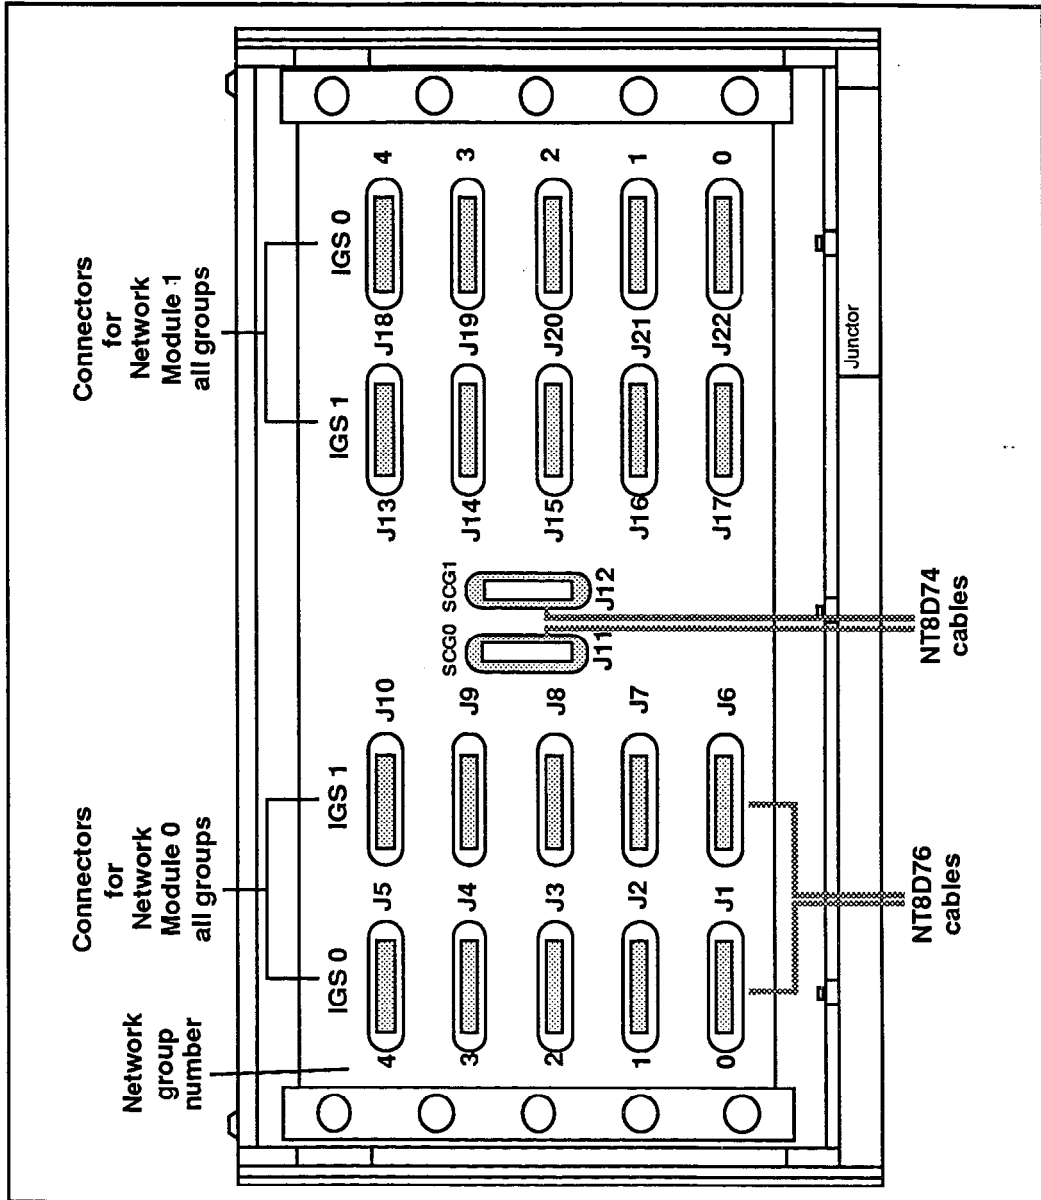 Network
group
number
Connectors
for
Network
Module 0
all groups
Connectors
for
Network
Module 1
all groups
IGS 0 IGS 1 IGS 1 IGS 0
4 J5 J10 J13 J18 4
SCG0 SCG1
3 J4 J9 J14 J19 3
2 J3 J8 J15 J20 2
J11 J12
1 J2 J7 J16 J21 1
0 J1 J6 J17 J22 0
Junctor
NT8D76
cables
NT8D74
cables